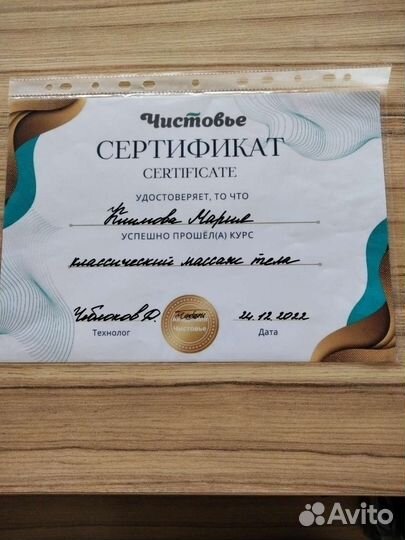 Чистовье
СЕРТИФИКАТ
CERTIFICATE
УДОСТОВЕРЯЕТ, ТО ЧТО
Климова Мария
УСПЕШНО ПРОШЁЛ(А) КУРС
классический массаж тела
24.12.2022
Технолог
Чистовье
Дата
Avito